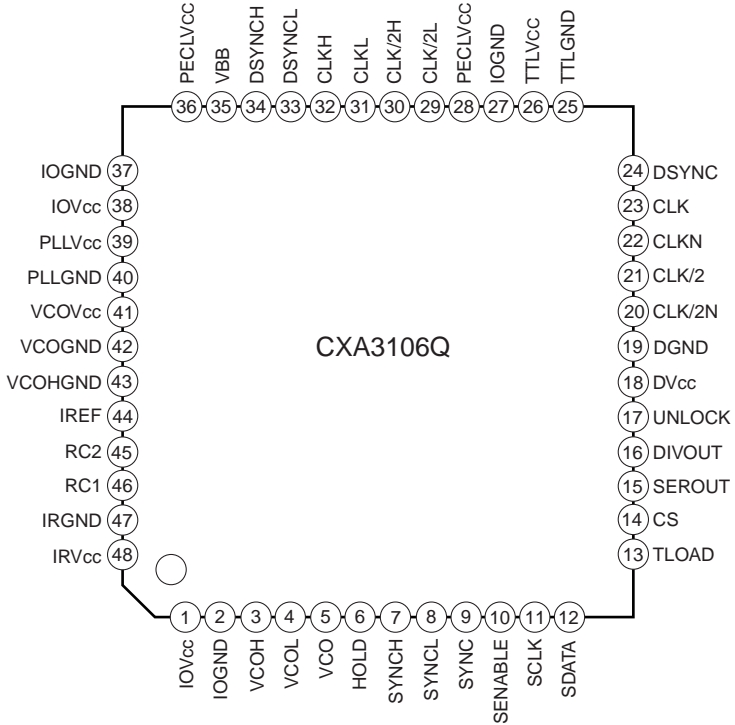 PECLVcc
VBB
DSYNCH
DSYNCL
CLKH
CLKL
CLK/2H
CLK/2L
PECLVcc
IOGND
TTLVcc
TTLGND
36 35 34 33 32 31 30 29 28 27 26 25
IOGND 37
IOVcc 38
PLLVcc 39
PLLGND 40
VCOVcc 41
VCOGND 42
VCOHGND 43
IREF 44
RC2 45
RC1 46
IRGND 47
IRVcc 48
CXA3106Q
24 DSYNC
23 CLK
22 CLKN
21 CLK/2
20 CLK/2N
19 DGND
18 DVcc
17 UNLOCK
16 DIVOUT
15 SEROUT
14 CS
13 TLOAD
1 2 3 4 5 6 7 8 9 10 11 12
IOVcc
IOGND
VCOH
VCOL
VCO
HOLD
SYNCH
SYNCL
SYNC
SENABLE
SCLK
SDATA